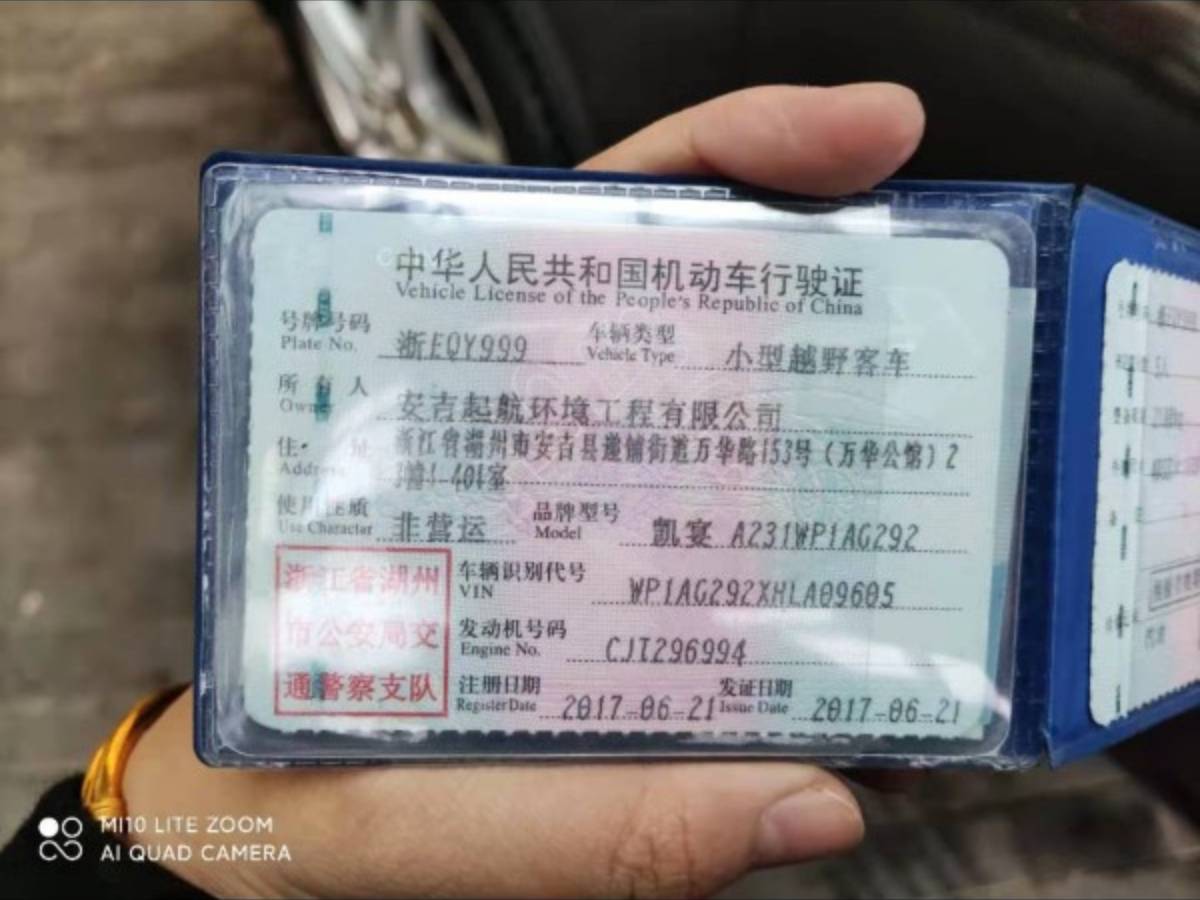 中华人民共和国机动车行驶证
Vehicle License of the People's Republic of China
号牌号码 浙EQY999 车辆类型 小型越野客车
Plate No. Vehicle Type
所有人 安吉起航环境工程有限公司
Owner
住址 浙江省湖州市安吉县递铺街道万华路153号(万华公馆)2
Address 3幢1-401室
使用性质 非营运 品牌型号 凯宴 A231WP1AG292
Use Character Model
浙江省湖州
市公安局交
通警察支队
车辆识别代号 WP1AG292XHLA09605
VIN
发动机号码 CJT296994
Engine No.
注册日期 2017-06-21 发证日期 2017-06-21
Register Date Issue Date
MI10 LITE ZOOM
AI QUAD CAMERA